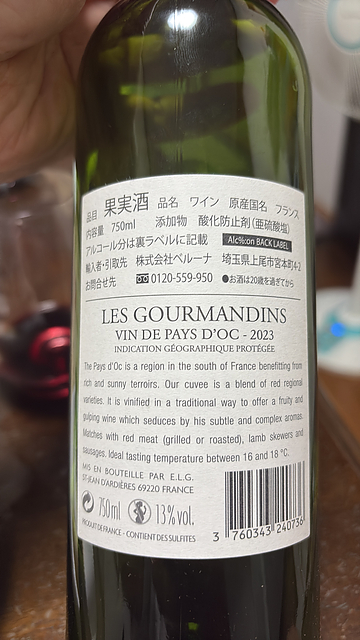 品目 果実酒 品名 ワイン 原産国名 フランス
内容量 750ml 添加物 酸化防止剤(亜硫酸塩)
アルコール分は裏ラベルに記載 Alc%:on BACK LABEL
輸入者・引取先 株式会社ベルーナ 埼玉県上尾市宮本町4-2
お問合せ先 0120-559-950 ●お酒は20歳を過ぎてから
LES GOURMANDINS
VIN DE PAYS D'OC - 2023
INDICATION GÉOGRAPHIQUE PROTÉGÉE
The Pays d'Oc is a region in the south of France benefitting from
rich and sunny terroirs. Our cuvee is a blend of red regional
varieties. It is vinified in a traditional way to offer a fruity and
gulping wine which seduces by his subtle and complex aromas.
Matches with red meat (grilled or roasted), lamb skewers and
sausages. Ideal tasting temperature between 16 and 18 °C.
MIS EN BOUTEILLE PAR E.L.G.
ST-JEAN D'ARDIÈRES 69220 FRANCE
750 ml 13% vol.
PRODUIT DE FRANCE - CONTIENT DES SULFITES
3 760343 240736